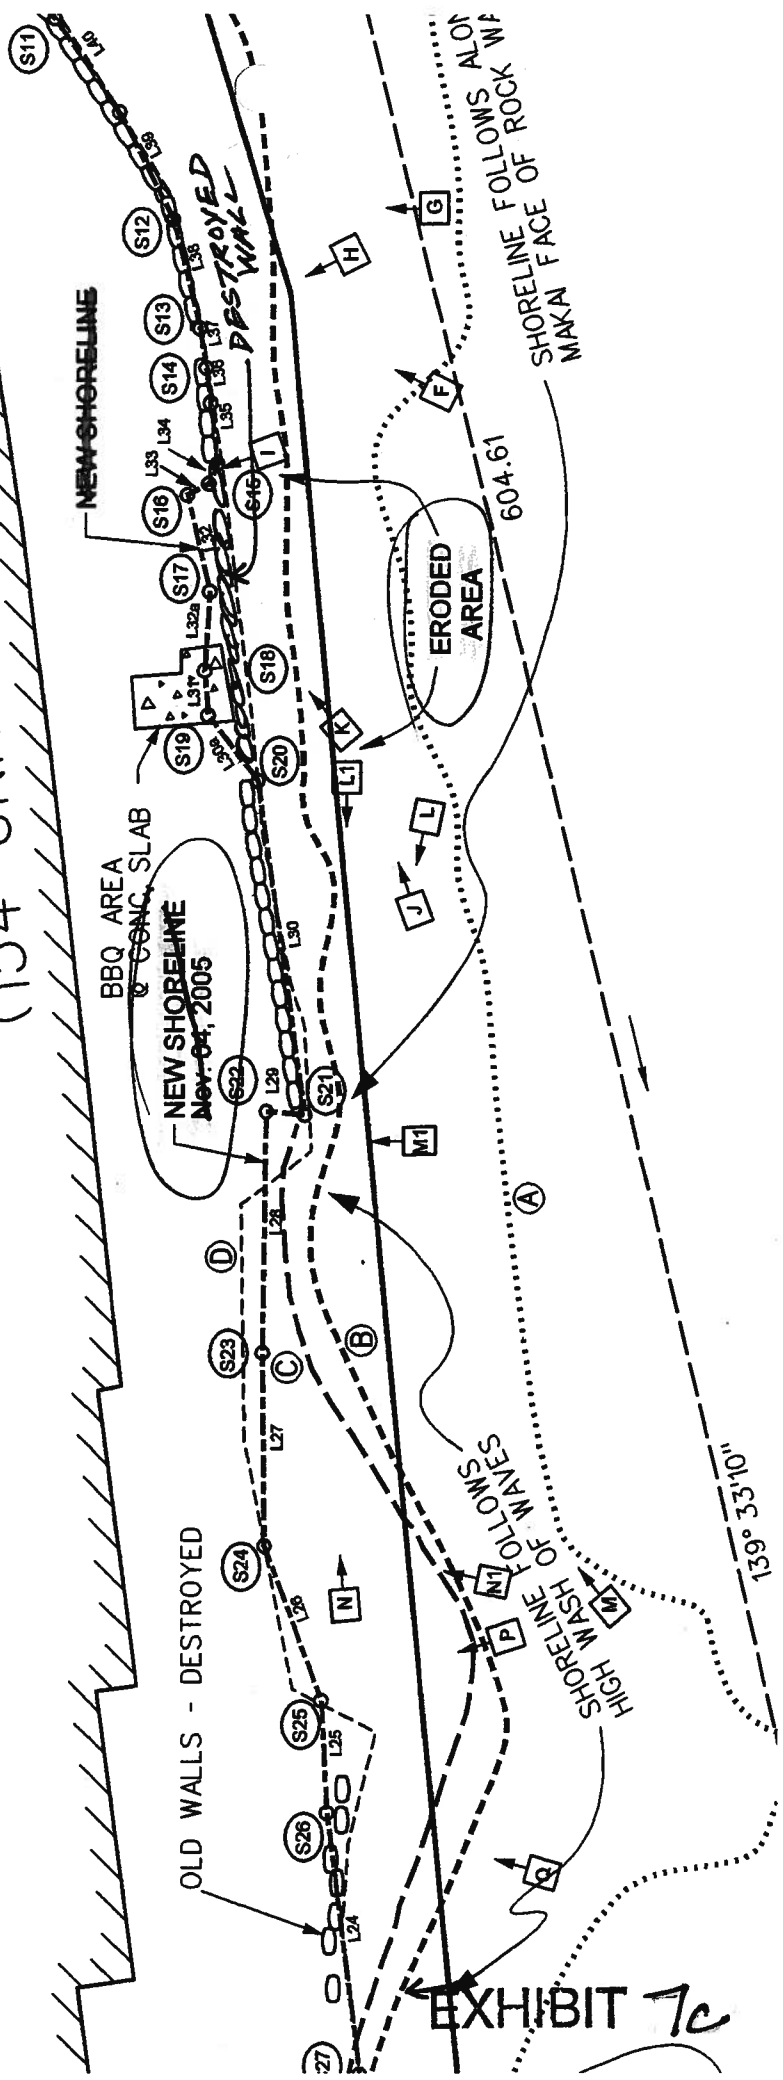 S11
L40
L39
S12
L38
S13
L37
S14
L36
L35
L34
L33
S16
S15
L32
S17
L32a
L31
S18
S19
L30a
S20
NEW SHORELINE
DESTROYED
WALL
G
H
F
I
K
L1
L
J
SHORELINE FOLLOWS
MAKAI FACE OF ROCK
604.61
ERODED
AREA
BBQ AREA
@ CONC. SLAB
NEW SHORELINE
Nov. 04, 2005
L30
S22
L29
S21
M1
L28
A
D
B
C
S23
L27
S24
L26
N
N1
P
M
SHORELINE FOLLOWS
HIGH WASH OF WAVES
139° 33'10"
OLD WALLS - DESTROYED
S25
L25
S26
L24
Q
EXHIBIT 7c